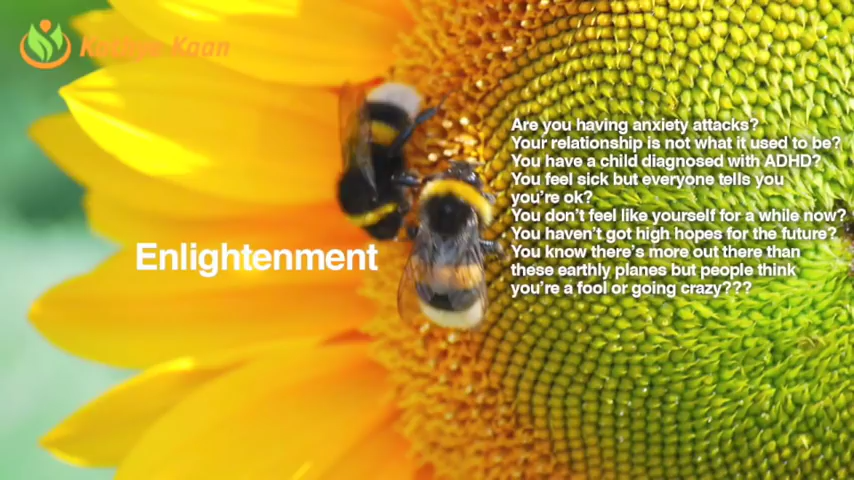 Kathye Kaan
Enlightenment
Are you having anxiety attacks?
Your relationship is not what it used to be?
You have a child diagnosed with ADHD?
You feel sick but everyone tells you
you're ok?
You don't feel like yourself for a while now?
You haven't got high hopes for the future?
You know there's more out there than
these earthly planes but people think
you're a fool or going crazy???